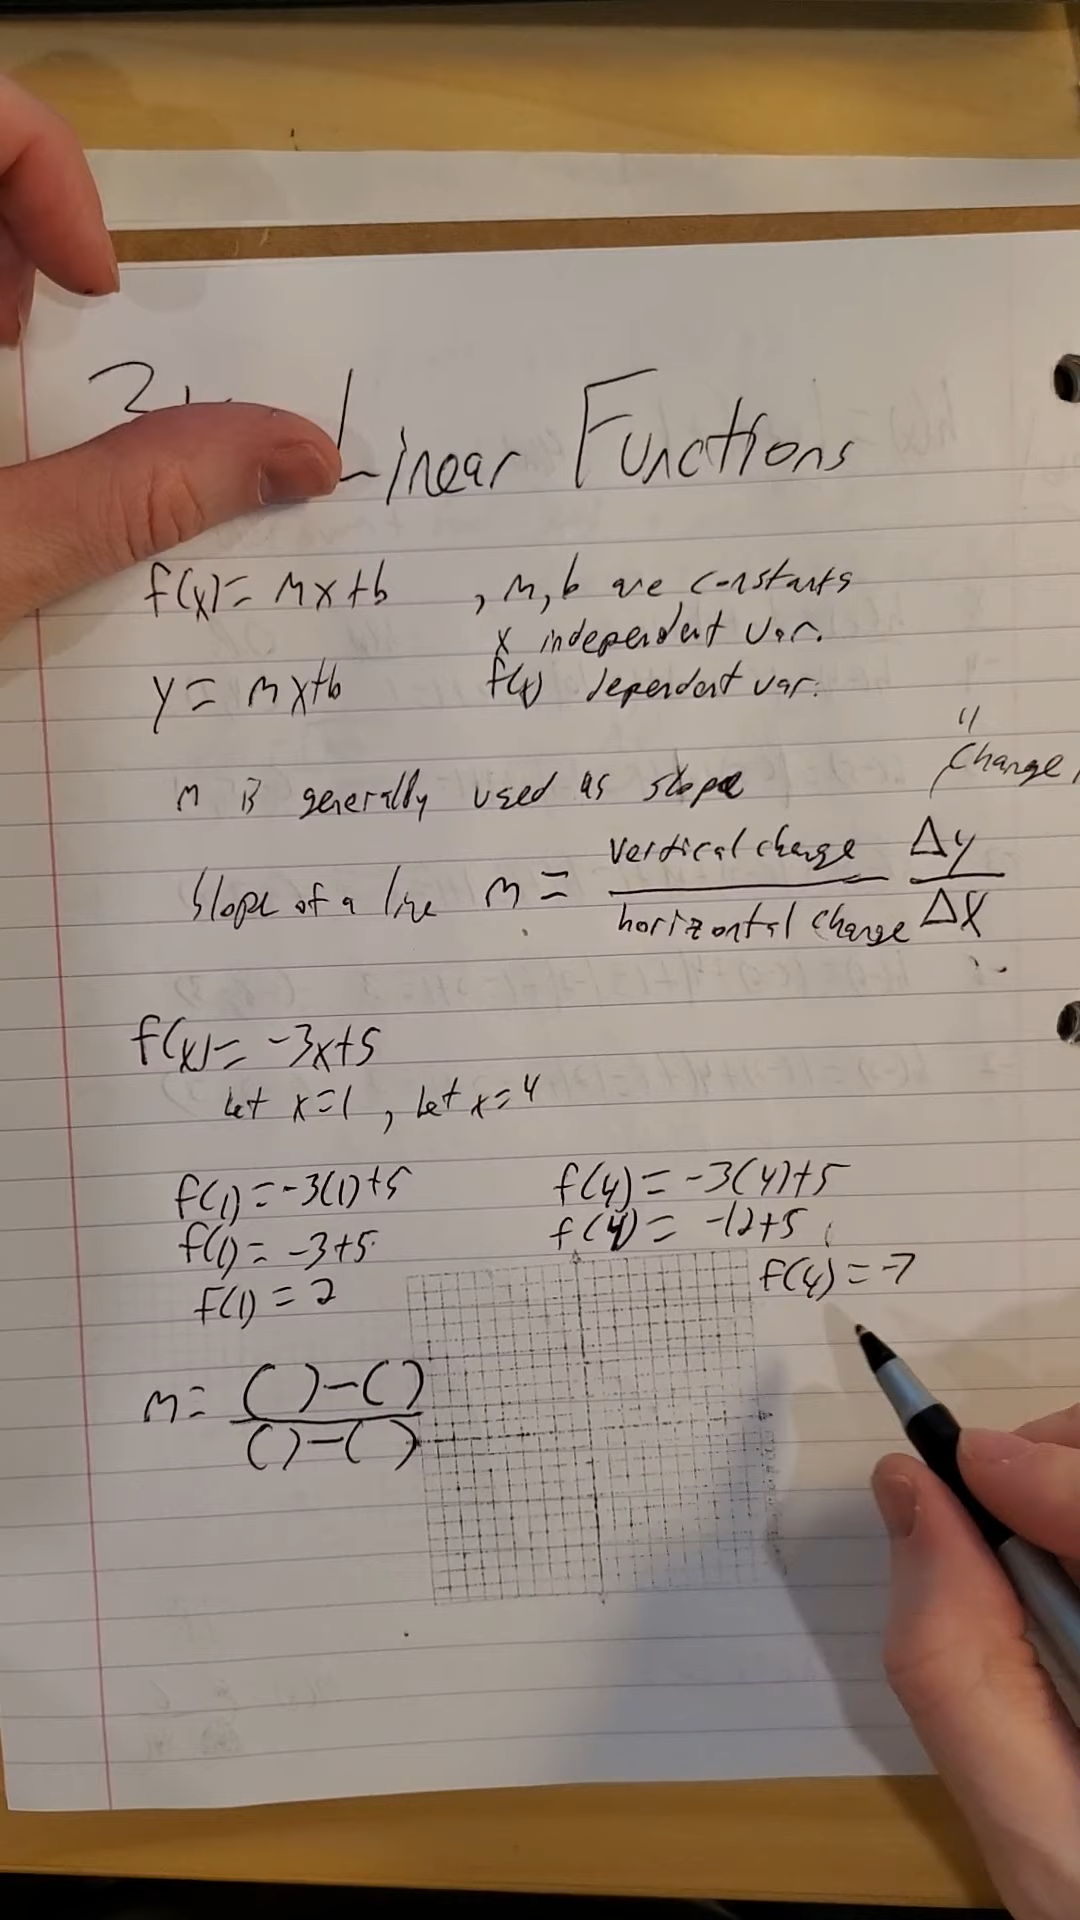 Linear Functions
f(x) = mx+b , m, b are constants
x independent var.
y = mx+b f(x) dependent var.
"
Change
m is generally used as slope
Slope of a line m = vertical change / horizontal change Δy / Δx
f(x) = -3x+5
Let x=1, Let x=4
f(1) = -3(1)+5 f(4) = -3(4)+5
f(1) = -3+5 f(4) = -12+5
f(1) = 2 f(4) = -7
m = ( )-( ) / ( )-( )